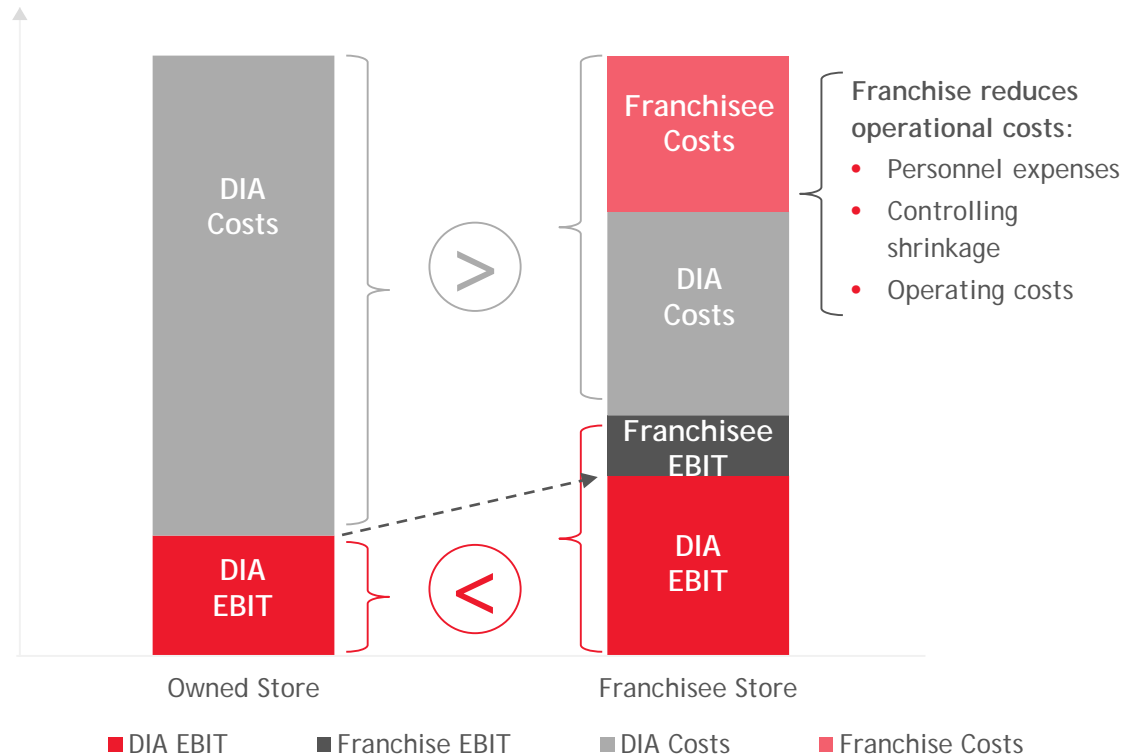 DIA
Costs
DIA
EBIT
>
<
Franchisee
Costs
DIA
Costs
Franchisee
EBIT
DIA
EBIT
Franchise reduces
operational costs:
• Personnel expenses
• Controlling
shrinkage
• Operating costs
Owned Store
Franchisee Store
DIA EBIT
Franchise EBIT
DIA Costs
Franchise Costs